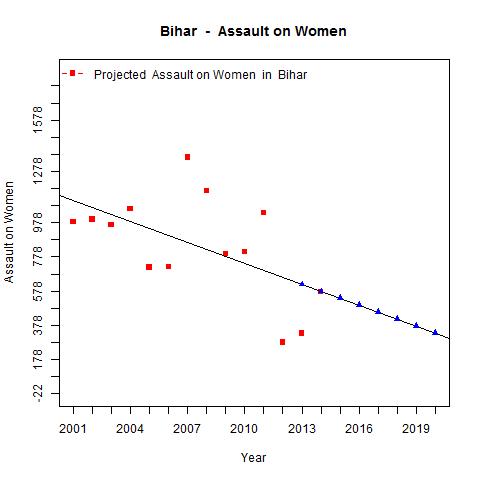 Bihar - Assault on Women
Projected Assault on Women in Bihar
Assault on Women
1578
1278
978
778
578
378
178
-22
2001 2004 2007 2010 2013 2016 2019
Year